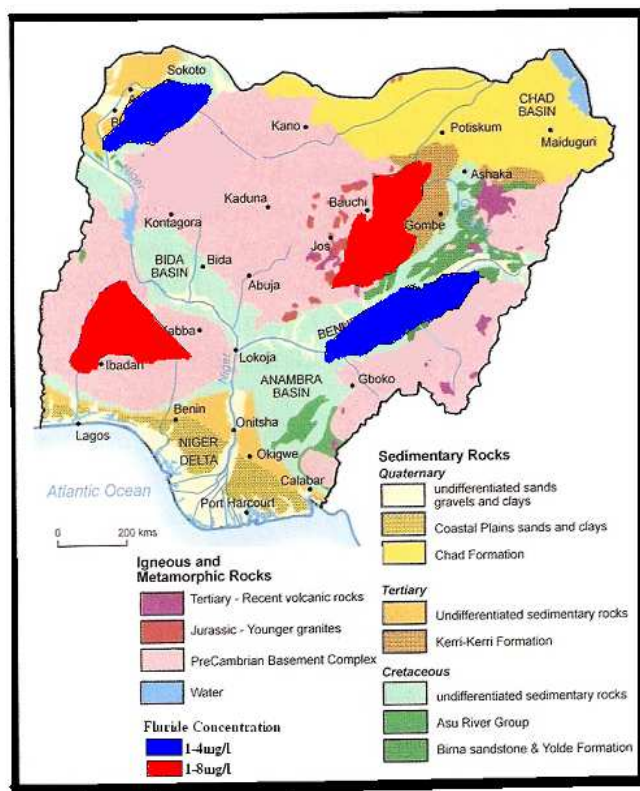 Sokoto
CHAD
BASIN
Kano
Potiskum
Maiduguri
Ashaka
Niger
Kaduna
Bauchi
Kontagora
Gombe
Jos
BIDA
BASIN
Bida
Abuja
Ibadan
Lokoja
Niger
ANAMBRA
BASIN
Gboko
Benin
Onitsha
Lagos
NIGER
DELTA
Okigwe
Calabar
Atlantic Ocean
Port Harcourt
0 200 kms
Igneous and
Metamorphic Rocks
Tertiary - Recent volcanic rocks
Jurassic - Younger granites
PreCambrian Basement Complex
Water
Fluride Concentration
1-4mg/l
1-8mg/l
Sedimentary Rocks
Quaternary
undifferentiated sands
gravels and clays
Coastal Plains sands and clays
Chad Formation
Tertiary
Undifferentiated sedimentary rocks
Kerri-Kerri Formation
Cretaceous
undifferentiated sedimentary rocks
Asu River Group
Bima sandstone & Yolde Formation